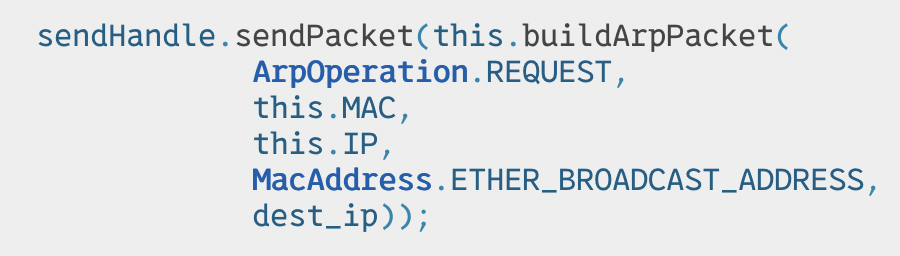 sendHandle.sendPacket(this.buildArpPacket(
ArpOperation.REQUEST,
this.MAC,
this.IP,
MacAddress.ETHER_BROADCAST_ADDRESS,
dest_ip));